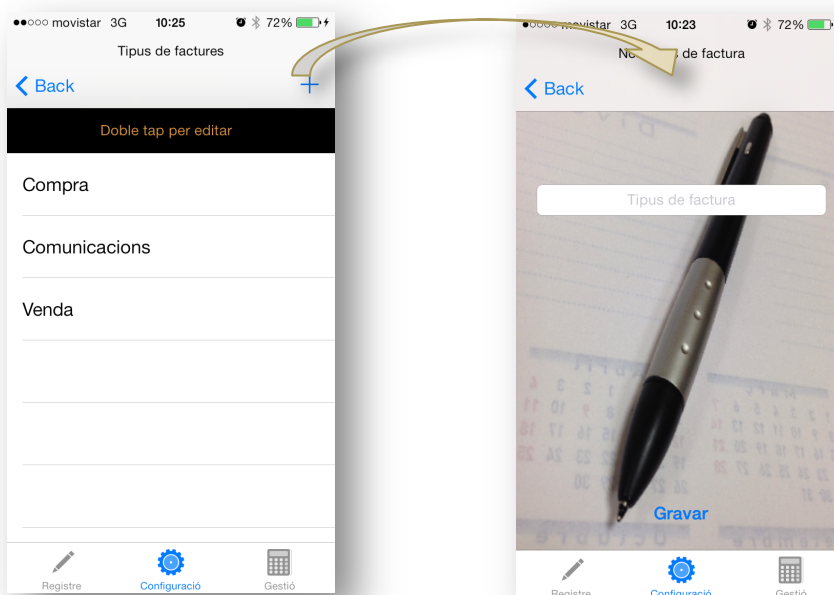 movistar 3G 10:25 72%
Tipus de factures
Back
Doble tap per editar
Compra
Comunicacions
Venda
Registre Configuració Gestió
movistar 3G 10:23 72%
de factura
Back
Tipus de factura
Gravar
Registre Configuració Gestió